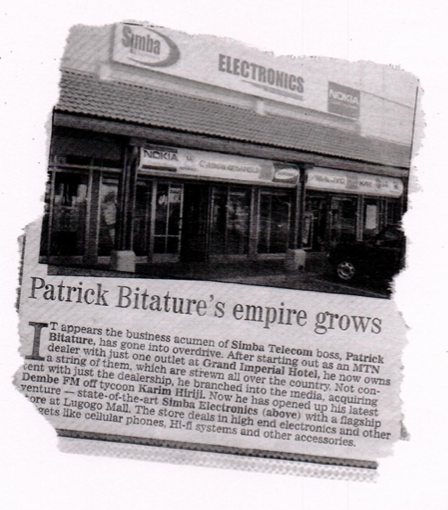 Simba
ELECTRONICS
NOKIA
NOKIA
Patrick Bitature's empire grows
IT appears the business acumen of Simba Telecom boss, Patrick
Bitature, has gone into overdrive. After starting out as an MTN
dealer with just one outlet at Grand Imperial Hotel, he now owns
a string of them, which are strewn all over the country. Not con-
tent with just the dealership, he branched into the media, acquiring
Dembe FM off tycoon Karim Hiriji. Now he has opened up his latest
venture — state-of-the-art Simba Electronics (above) with a flagship
ore at Lugogo Mall. The store deals in high end electronics and other
gets like cellular phones, Hi-fi systems and other accessories.